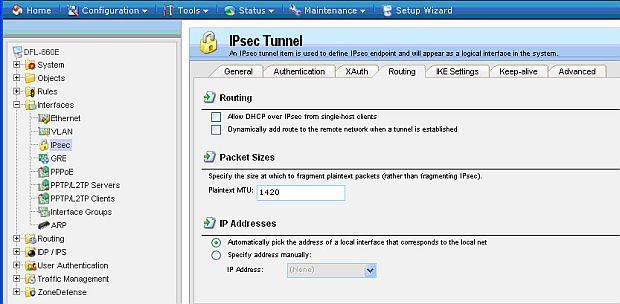 Home
Configuration
Tools
Status
Maintenance
Setup Wizard
DFL-860E
System
Objects
Rules
Interfaces
Ethernet
VLAN
IPsec
GRE
PPPoE
PPTP/L2TP Servers
PPTP/L2TP Clients
Interface Groups
ARP
Routing
IDP / IPS
User Authentication
Traffic Management
ZoneDefense
IPsec Tunnel
An IPsec tunnel item is used to define IPsec endpoint and will appear as a logical interface in the system.
General
Authentication
XAuth
Routing
IKE Settings
Keep-alive
Advanced
Routing
Allow DHCP over IPsec from single-host clients
Dynamically add route to the remote network when a tunnel is established
Packet Sizes
Specify the size at which to fragment plaintext packets (rather than fragmenting IPsec).
Plaintext MTU: 1420
IP Addresses
Automatically pick the address of a local interface that corresponds to the local net
Specify address manually:
IP Address: (None)